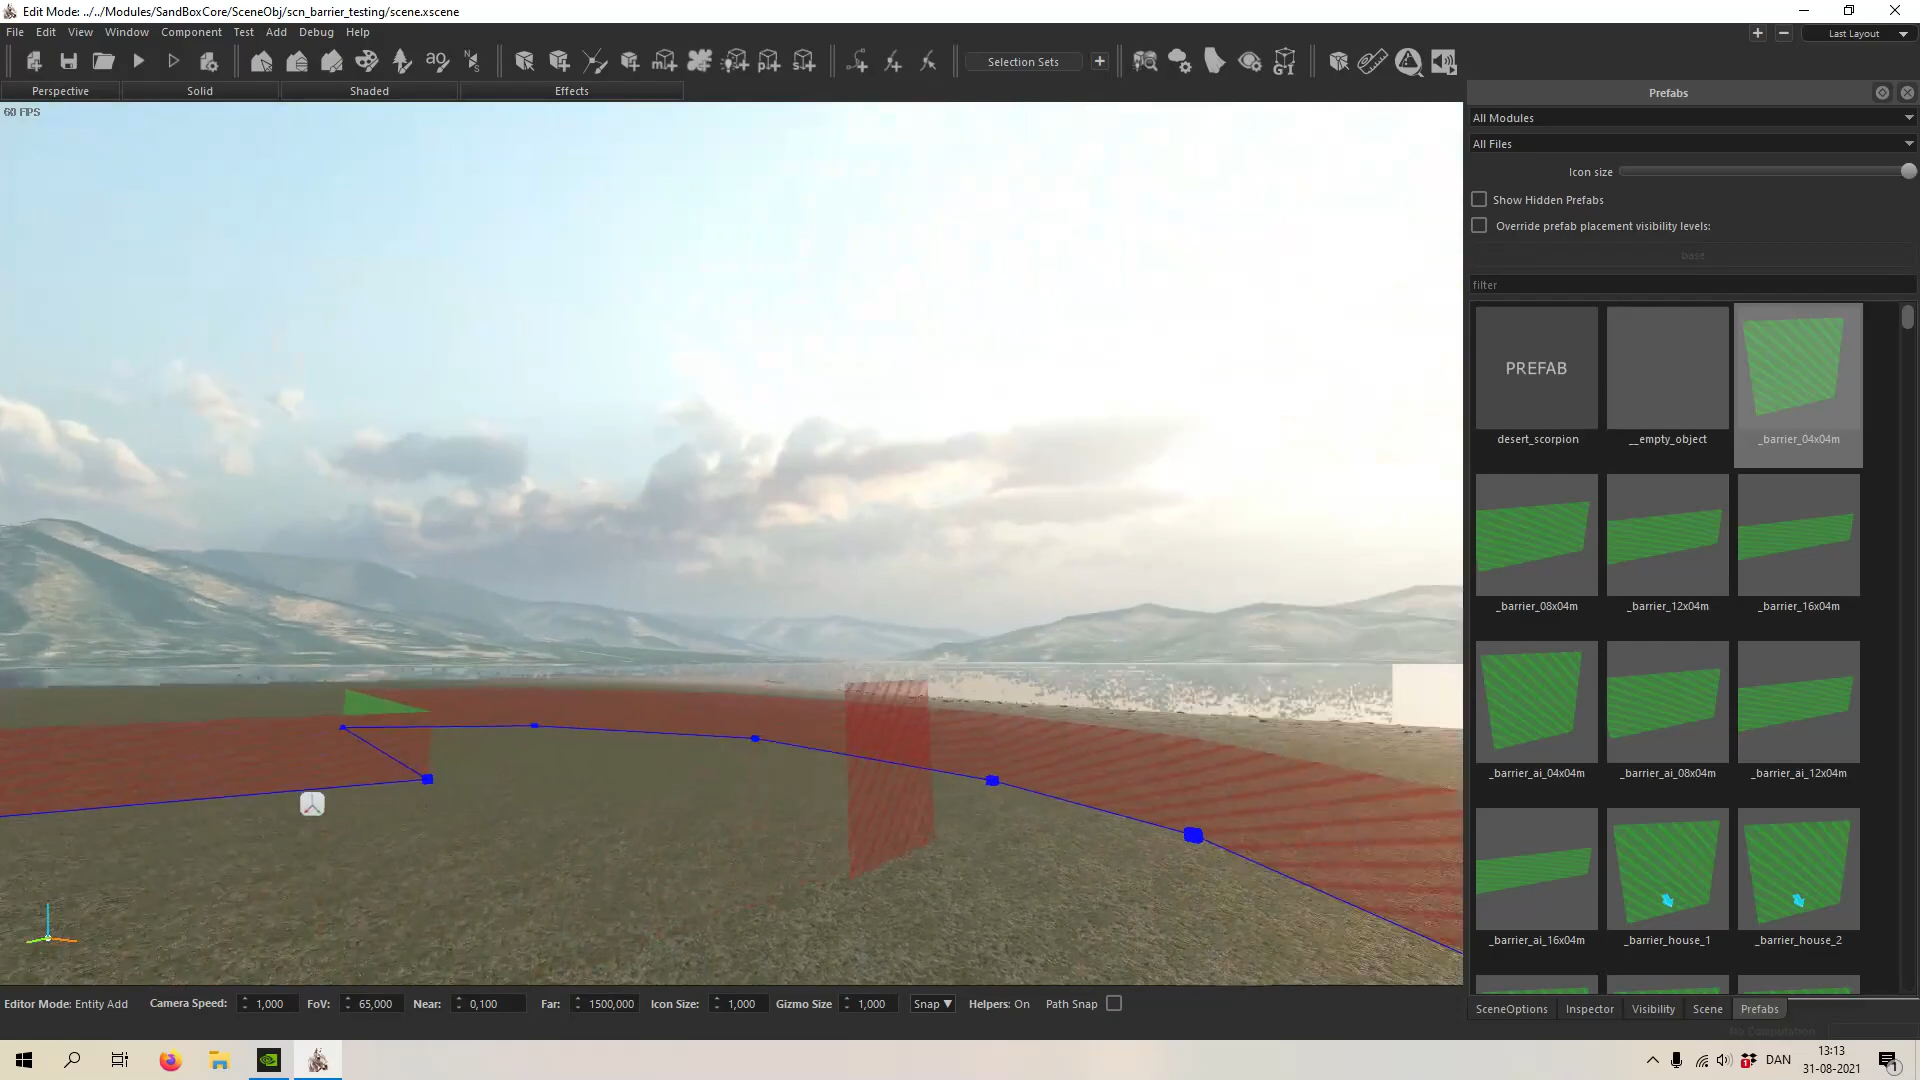 Edit Mode: ../../Modules/SandBoxCore/SceneObj/scn_barrier_testing/scene.xscene
File Edit View Window Component Test Add Debug Help
Last Layout
Selection Sets
Perspective Solid Shaded Effects
60 FPS
Prefabs
All Modules
All Files
Icon size
Show Hidden Prefabs
Override prefab placement visibility levels:
base
filter
PREFAB
desert_scorpion __empty_object _barrier_04x04m
_barrier_08x04m _barrier_12x04m _barrier_16x04m
_barrier_ai_04x04m _barrier_ai_08x04m _barrier_ai_12x04m
_barrier_ai_16x04m _barrier_house_1 _barrier_house_2
Editor Mode: Entity Add Camera Speed: 1,000 FoV: 65,000 Near: 0,100 Far: 1500,000 Icon Size: 1,000 Gizmo Size 1,000 Snap Helpers: On Path Snap
SceneOptions Inspector Visibility Scene Prefabs
No Computation
DAN
13:13
31-08-2021